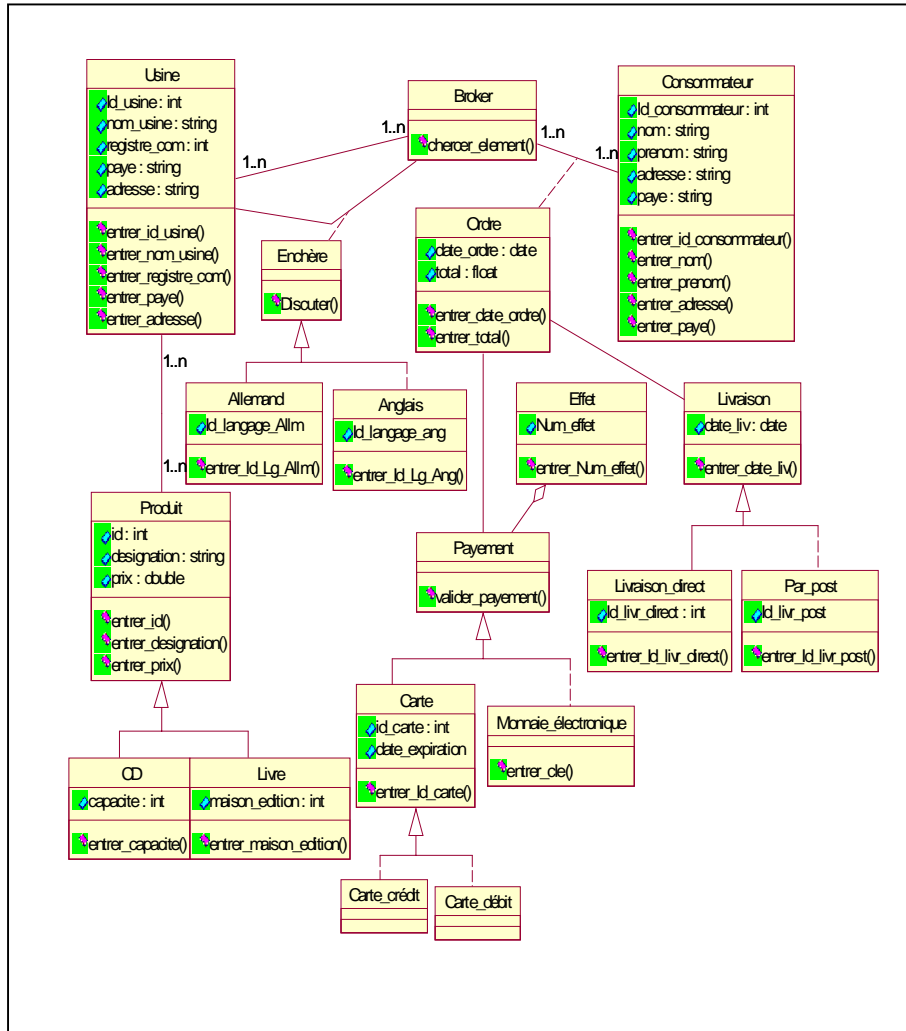 Usine
Id_usine : int
nom_usine : string
registre_com : int
paye : string
adresse : string
entrer_id_usine()
entrer_nom_usine()
entrer_registre_com()
entrer_paye()
entrer_adresse()
1..n
1..n
Broker
chercer_element()
1..n
1..n
Consommateur
Id_consommateur : int
nom : string
prenom : string
adresse : string
paye : string
entrer_id_consommateur()
entrer_nom()
entrer_prenom()
entrer_adresse()
entrer_paye()
Enchère
Discuter()
Ordre
date_ordre : date
total : float
entrer_date_ordre()
entrer_total()
1..n
1..n
Allemand
Id_langage_Allm
entrer_Id_Lg_Allm()
Anglais
Id_langage_ang
entrer_Id_Lg_Ang()
Effet
Num_effet
entrer_Num_effet()
Livraison
date_liv : date
entrer_date_liv()
Produit
id : int
designation : string
prix : double
entrer_id()
entrer_designation()
entrer_prix()
Payement
valider_payement()
Livraison_direct
Id_livr_direct : int
entrer_Id_livr_direct()
Par_post
Id_livr_post
entrer_Id_livr_post()
Carte
id_carte : int
date_expiration
entrer_Id_carte()
Monnaie_électronique
entrer_cle()
CD
capacite : int
entrer_capacite()
Livre
maison_edition : int
entrer_maison_edition()
Carte_crédit
Carte_débit